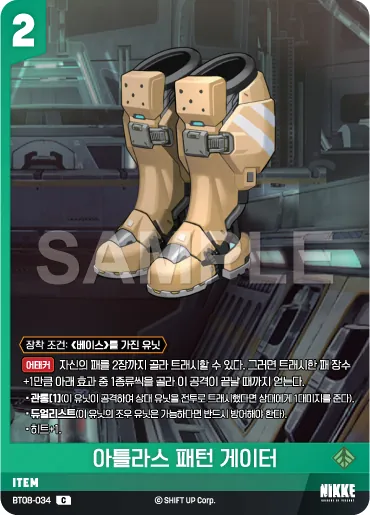 2
SAMPLE
장착 조건: 《베이스》를 가진 유닛
어태커 자신의 패를 2장까지 골라 트래시할 수 있다. 그러면 트래시한 패 장수
+1만큼 아래 효과 중 1종류씩을 골라 이 공격이 끝날 때까지 얻는다.
• 관통[1](이 유닛이 공격하여 상대 유닛을 전투로 트래시했다면 상대에게 1대미지를 준다).
• 듀얼리스트(이 유닛의 조우 유닛은 가능하다면 반드시 방어해야 한다).
• 히트+1.
아틀라스 패턴 게이터
ITEM
BT08-034 C
© SHIFT UP Corp.
NIKKE
GODDESS OF VICTORY